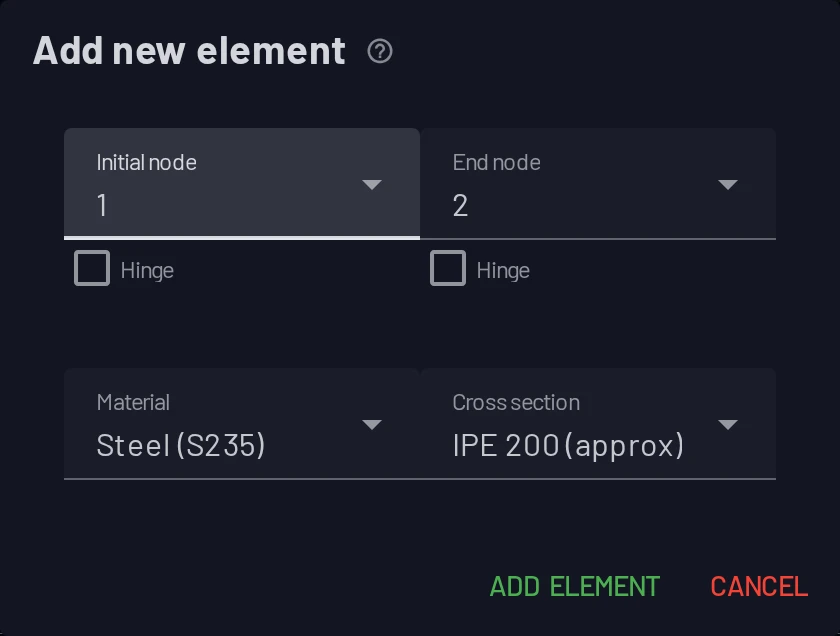 Add new element ?
Initial node End node
1 2
Hinge Hinge
Material Cross section
Steel (S235) IPE 200 (approx)
ADD ELEMENT CANCEL